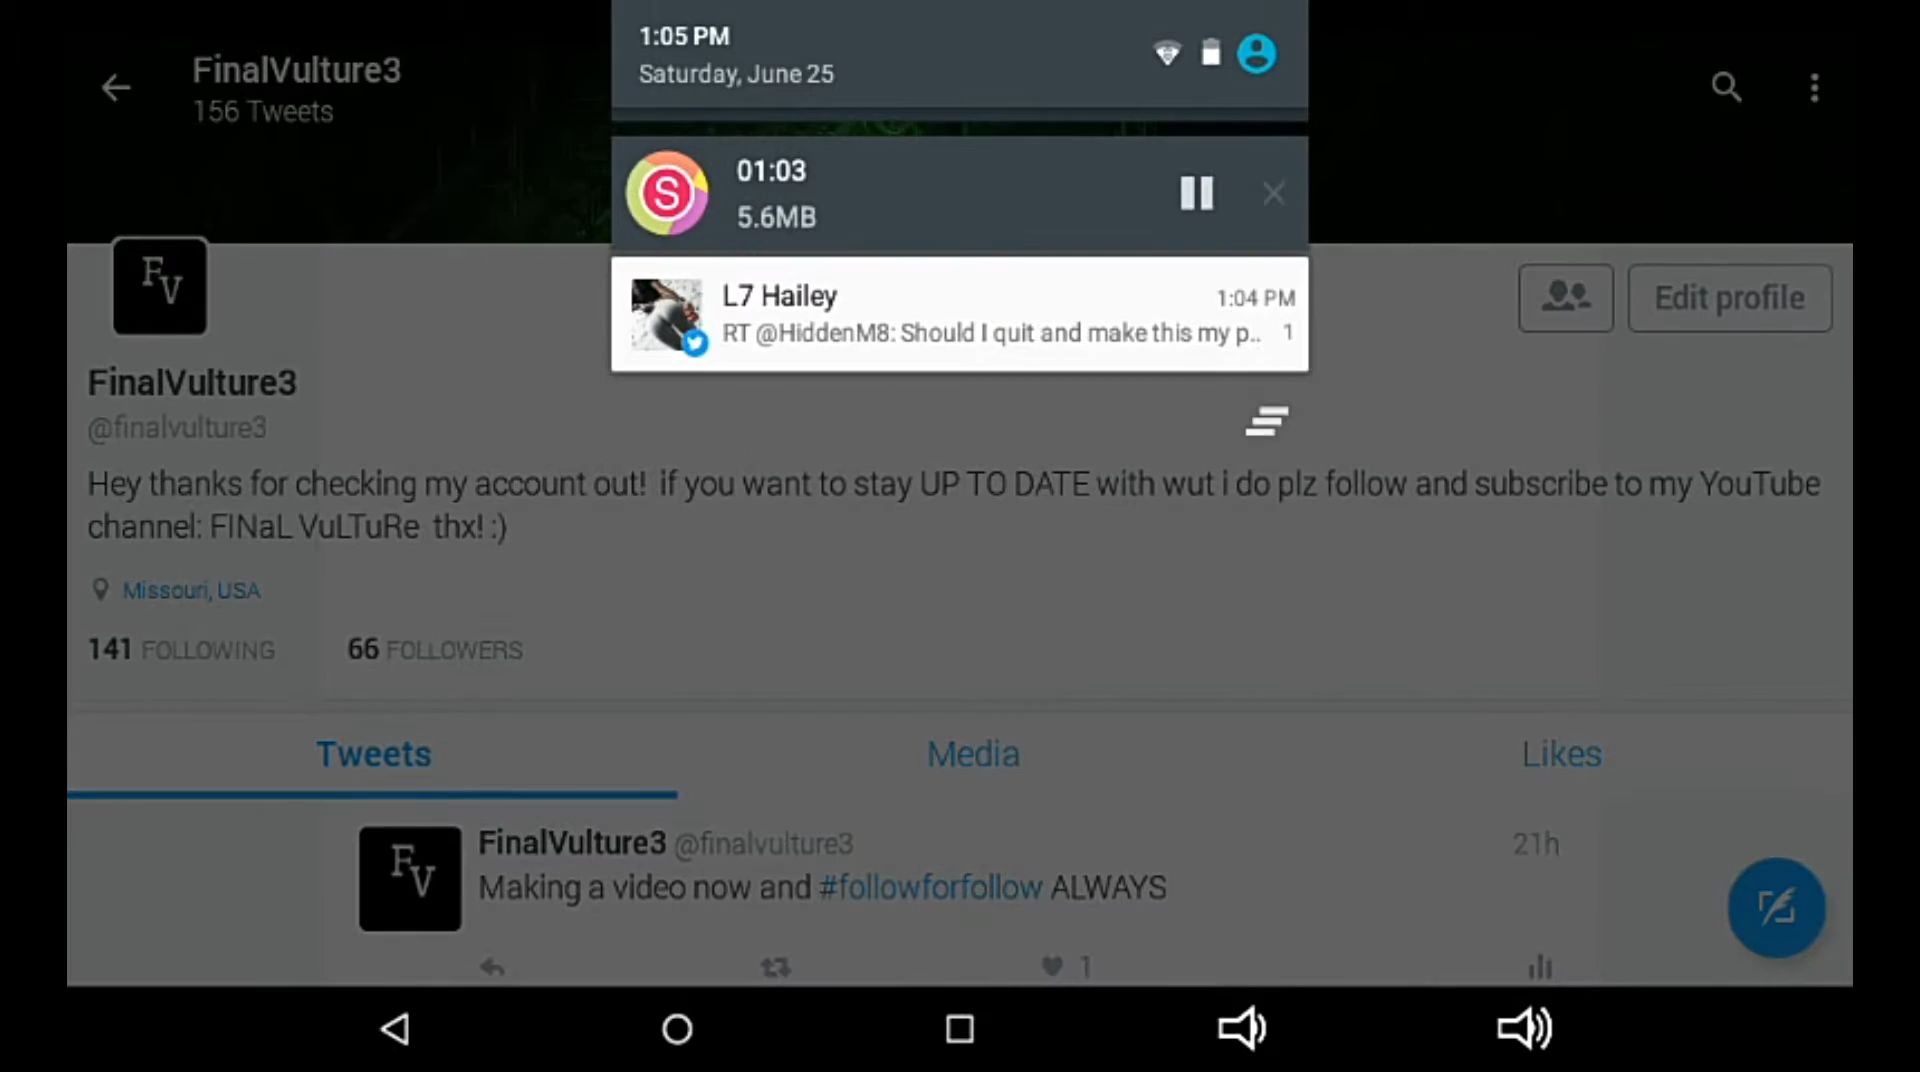 1:05 PM
Saturday, June 25
FinalVulture3
156 Tweets
S
01:03
5.6MB
L7 Hailey
1:04 PM
RT @HiddenM8: Should I quit and make this my p.. 1
FV
Edit profile
FinalVulture3
@finalvulture3
Hey thanks for checking my account out! if you want to stay UP TO DATE with wut i do plz follow and subscribe to my YouTube
channel: FINaL VuLTuRe thx! :)
Missouri, USA
141 FOLLOWING 66 FOLLOWERS
Tweets Media Likes
FV
FinalVulture3 @finalvulture3 21h
Making a video now and #followforfollow ALWAYS
1